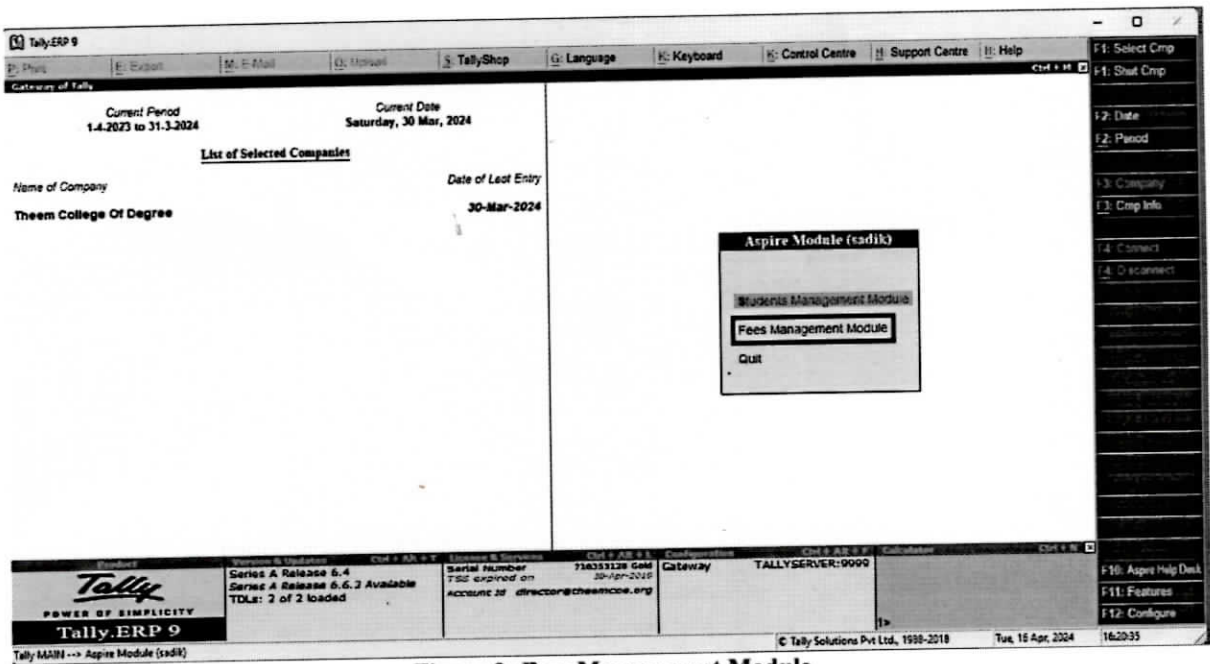 Tally.ERP 9
P: Print E: Export M: E-Mail O: Upload S: TallyShop G: Language K: Keyboard K: Control Centre H: Support Centre H: Help
F1: Select Cmp
F1: Shut Cmp
F2: Date
F2: Period
F3: Company
F3: Cmp Info
F4: Connect
F4: Disconnect
F10: Aspire Help Desk
F11: Features
F12: Configure
Gateway of Tally
Ctrl + M
Current Period
1-4-2023 to 31-3-2024
Current Date
Saturday, 30 Mar, 2024
List of Selected Companies
Name of Company
Date of Last Entry
Theem College Of Degree
30-Mar-2024
Aspire Module (sadik)
Students Management Module
Fees Management Module
Quit
Product
Tally
POWER OF SIMPLICITY
Tally.ERP 9
Version & Updates Ctrl + Alt + T
Series A Release 6.4
Series A Release 6.6.3 Available
TDLs: 2 of 2 loaded
License & Services Ctrl + Alt + L
Serial Number 716353128 Gold
TSS expired on 30-Apr-2019
Account Id director@theemcoe.org
Configuration Ctrl + Alt + F
Gateway TALLYSERVER:9999
Calculator Ctrl + N
1>
Tally MAIN --> Aspire Module (sadik)
© Tally Solutions Pvt Ltd., 1988-2018
Tue, 16 Apr, 2024
16:20:35
Fees Management Module